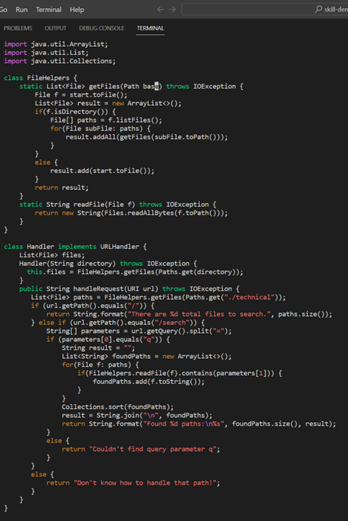 Go Run Terminal Help
skill-den
PROBLEMS OUTPUT DEBUG CONSOLE TERMINAL
import java.util.ArrayList;
import java.util.List;
import java.util.Collections;
class FileHelpers {
static List<File> getFiles(Path base) throws IOException {
File f = start.toFile();
List<File> result = new ArrayList<>();
if(f.isDirectory()) {
File[] paths = f.listFiles();
for(File subFile: paths) {
result.addAll(getFiles(subFile.toPath()));
}
}
else {
result.add(start.toFile());
}
return result;
}
static String readFile(File f) throws IOException {
return new String(Files.readAllBytes(f.toPath()));
}
}
class Handler implements URLHandler {
List<File> files;
Handler(String directory) throws IOException {
this.files = FileHelpers.getFiles(Paths.get(directory));
}
public String handleRequest(URI url) throws IOException {
List<File> paths = FileHelpers.getFiles(Paths.get("./technical"));
if (url.getPath().equals("/")) {
return String.format("There are %d total files to search.", paths.size());
} else if (url.getPath().equals("/search")) {
String[] parameters = url.getQuery().split("=");
if (parameters[0].equals("q")) {
String result = "";
List<String> foundPaths = new ArrayList<>();
for(File f: paths) {
if(FileHelpers.readFile(f).contains(parameters[1])) {
foundPaths.add(f.toString());
}
}
Collections.sort(foundPaths);
result = String.join("\n", foundPaths);
return String.format("Found %d paths:\n%s", foundPaths.size(), result);
}
else {
return "Couldn't find query parameter q";
}
}
else {
return "Don't know how to handle that path!";
}
}
}